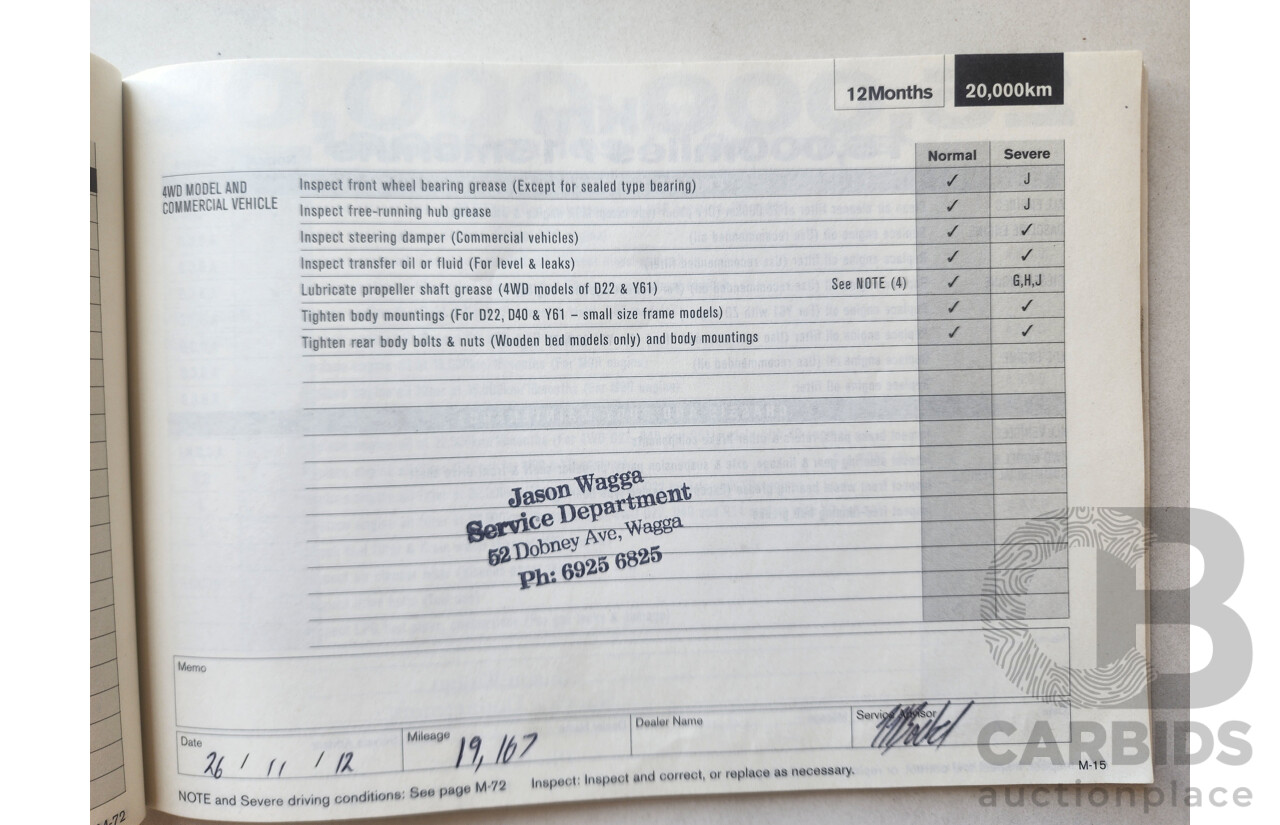 12Months 20,000km
Normal Severe
4WD MODEL AND
COMMERCIAL VEHICLE
Inspect front wheel bearing grease (Except for sealed type bearing) ✓ J
Inspect free-running hub grease ✓ J
Inspect steering damper (Commercial vehicles) ✓ ✓
Inspect transfer oil or fluid (For level & leaks) ✓ ✓
Lubricate propeller shaft grease (4WD models of D22 & Y61) See NOTE (4) ✓ G,H,J
Tighten body mountings (For D22, D40 & Y61 – small size frame models) ✓ ✓
Tighten rear body bolts & nuts (Wooden bed models only) and body mountings ✓ ✓
Jason Wagga
Service Department
52 Dobney Ave, Wagga
Ph: 6925 6825
Memo
Date 26 / 11 / 12 Mileage 19,167 Dealer Name Service Advisor
NOTE and Severe driving conditions: See page M-72 Inspect: Inspect and correct, or replace as necessary. M-15
M-72
CB
CARBIDS
auctionplace